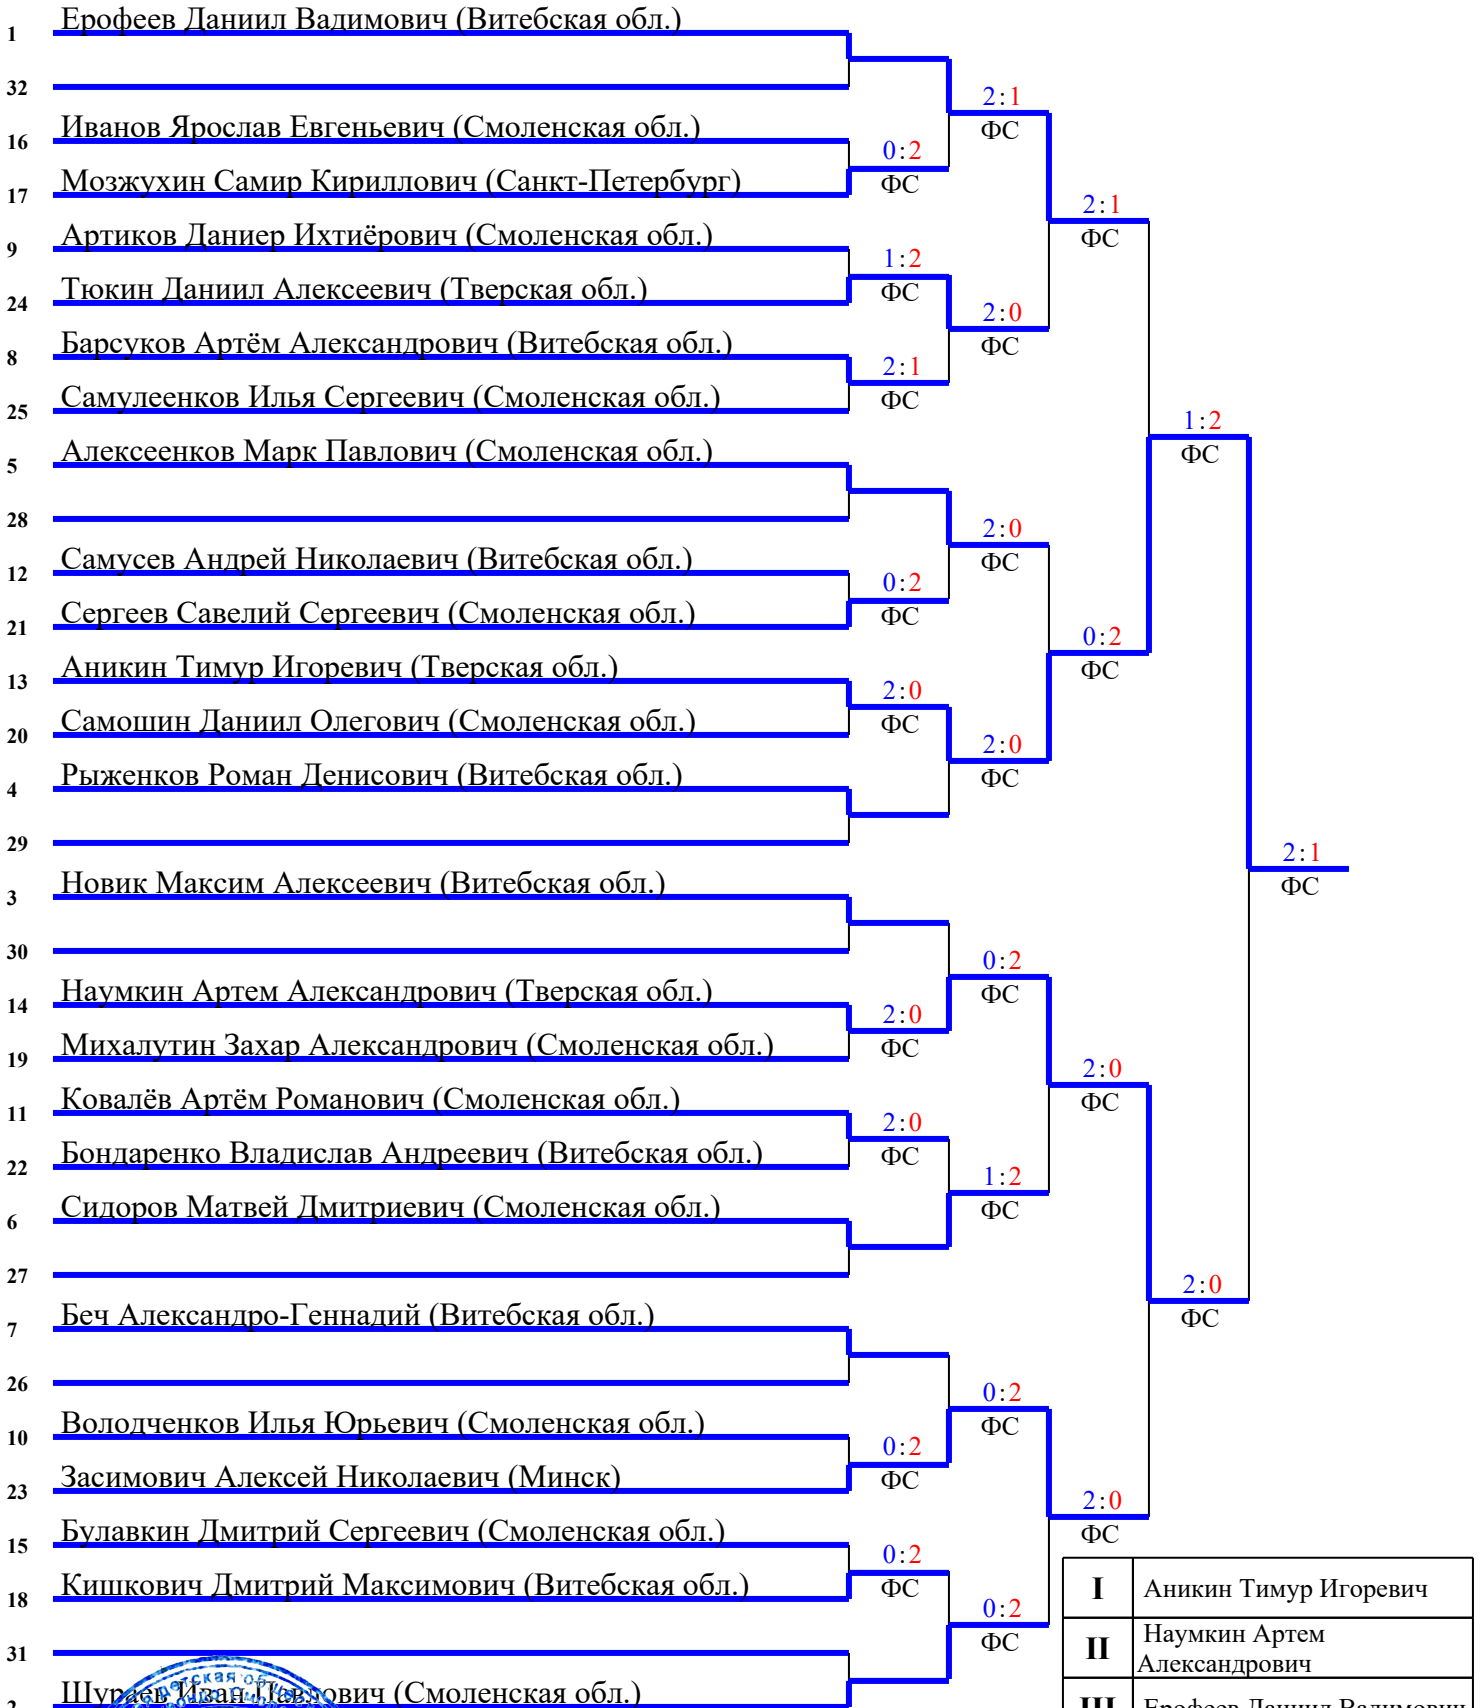 1 Ерофеев Даниил Вадимович (Витебская обл.)
32
2:1
ФС
16 Иванов Ярослав Евгеньевич (Смоленская обл.)
0:2
ФС
17 Мозжухин Самир Кириллович (Санкт-Петербург)
2:1
ФС
9 Артиков Даниер Ихтиёрович (Смоленская обл.)
1:2
ФС
24 Тюкин Даниил Алексеевич (Тверская обл.)
2:0
ФС
8 Барсуков Артём Александрович (Витебская обл.)
2:1
ФС
25 Самулеенков Илья Сергеевич (Смоленская обл.)
1:2
ФС
5 Алексеенков Марк Павлович (Смоленская обл.)
28
2:0
ФС
12 Самусев Андрей Николаевич (Витебская обл.)
0:2
ФС
21 Сергеев Савелий Сергеевич (Смоленская обл.)
0:2
ФС
13 Аникин Тимур Игоревич (Тверская обл.)
2:0
ФС
20 Самошин Даниил Олегович (Смоленская обл.)
2:0
ФС
4 Рыженков Роман Денисович (Витебская обл.)
29
2:1
ФС
3 Новик Максим Алексеевич (Витебская обл.)
30
0:2
ФС
14 Наумкин Артем Александрович (Тверская обл.)
2:0
ФС
19 Михалутин Захар Александрович (Смоленская обл.)
2:0
ФС
11 Ковалёв Артём Романович (Смоленская обл.)
2:0
ФС
22 Бондаренко Владислав Андреевич (Витебская обл.)
1:2
ФС
6 Сидоров Матвей Дмитриевич (Смоленская обл.)
27
2:0
ФС
7 Беч Александро-Геннадий (Витебская обл.)
26
0:2
ФС
10 Володченков Илья Юрьевич (Смоленская обл.)
0:2
ФС
23 Засимович Алексей Николаевич (Минск)
2:0
ФС
15 Булавкин Дмитрий Сергеевич (Смоленская обл.)
0:2
ФС
18 Кишкович Дмитрий Максимович (Витебская обл.)
0:2
ФС
31
2 Шураев Иван Павлович (Смоленская обл.)
I Аникин Тимур Игоревич
II Наумкин Артем
Александрович
III Ерофеев Даниил Вадимович